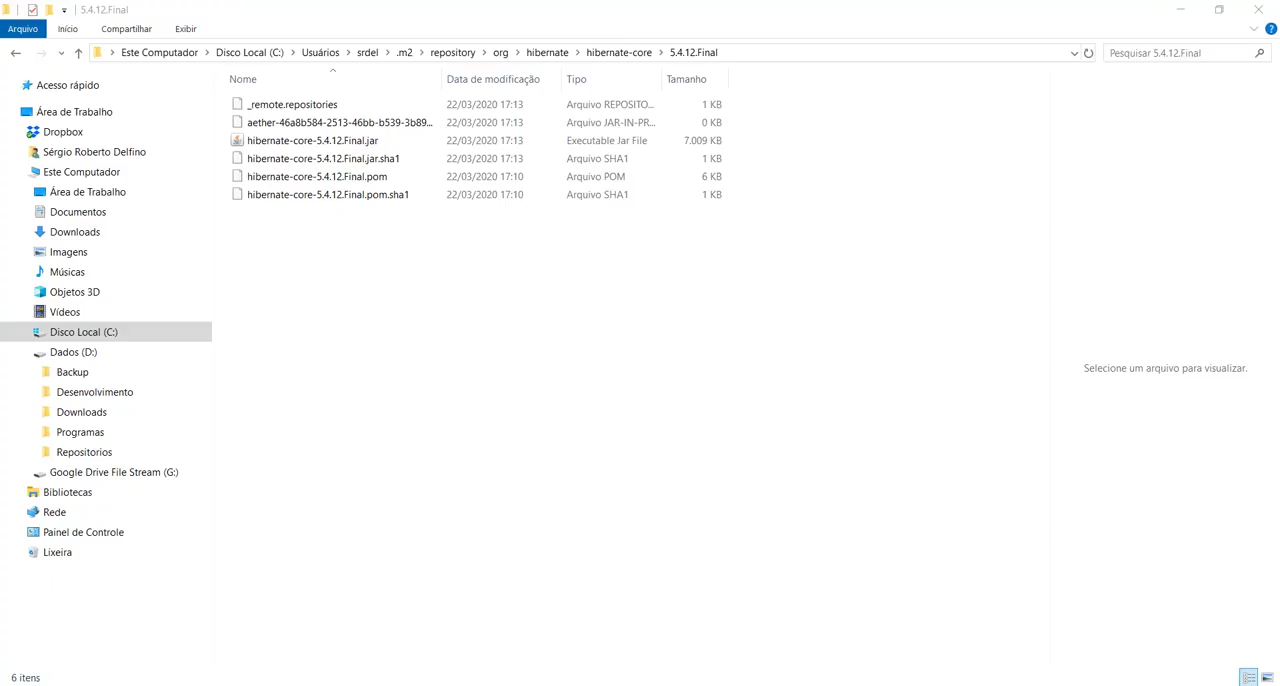 5.4.12.Final
Arquivo Início Compartilhar Exibir
Este Computador > Disco Local (C:) > Usuários > srdel > .m2 > repository > org > hibernate > hibernate-core > 5.4.12.Final
Pesquisar 5.4.12.Final
Nome Data de modificação Tipo Tamanho
_remote.repositories 22/03/2020 17:13 Arquivo REPOSITO... 1 KB
aether-46a8b584-2513-46bb-b539-3b89... 22/03/2020 17:13 Arquivo JAR-IN-PR... 0 KB
hibernate-core-5.4.12.Final.jar 22/03/2020 17:13 Executable Jar File 7.009 KB
hibernate-core-5.4.12.Final.jar.sha1 22/03/2020 17:13 Arquivo SHA1 1 KB
hibernate-core-5.4.12.Final.pom 22/03/2020 17:10 Arquivo POM 6 KB
hibernate-core-5.4.12.Final.pom.sha1 22/03/2020 17:10 Arquivo SHA1 1 KB
Acesso rápido
Área de Trabalho
Dropbox
Sérgio Roberto Delfino
Este Computador
Área de Trabalho
Documentos
Downloads
Imagens
Músicas
Objetos 3D
Vídeos
Disco Local (C:)
Dados (D:)
Backup
Desenvolvimento
Downloads
Programas
Repositorios
Google Drive File Stream (G:)
Bibliotecas
Rede
Painel de Controle
Lixeira
Selecione um arquivo para visualizar.
6 itens